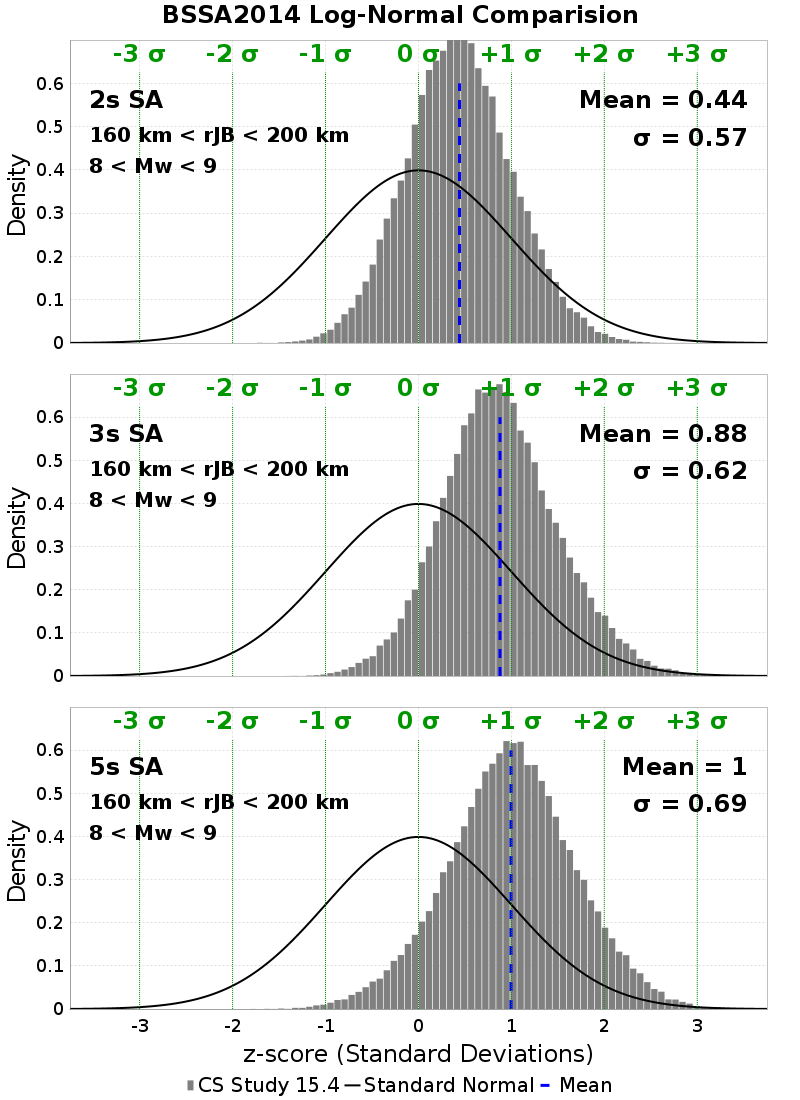 BSSA2014 Log-Normal Comparision
-3 σ -2 σ -1 σ 0 σ +1 σ +2 σ +3 σ
0.6
2s SA Mean = 0.44
0.5
160 km < rJB < 200 km σ = 0.57
0.4
8 < Mw < 9
0.3
0.2
0.1
0
Density
-3 σ -2 σ -1 σ 0 σ +1 σ +2 σ +3 σ
0.6
3s SA Mean = 0.88
0.5
160 km < rJB < 200 km σ = 0.62
0.4
8 < Mw < 9
0.3
0.2
0.1
0
Density
-3 σ -2 σ -1 σ 0 σ +1 σ +2 σ +3 σ
0.6
5s SA Mean = 1
0.5
160 km < rJB < 200 km σ = 0.69
0.4
8 < Mw < 9
0.3
0.2
0.1
0
Density
-3 -2 -1 0 1 2 3
z-score (Standard Deviations)
CS Study 15.4 Standard Normal Mean